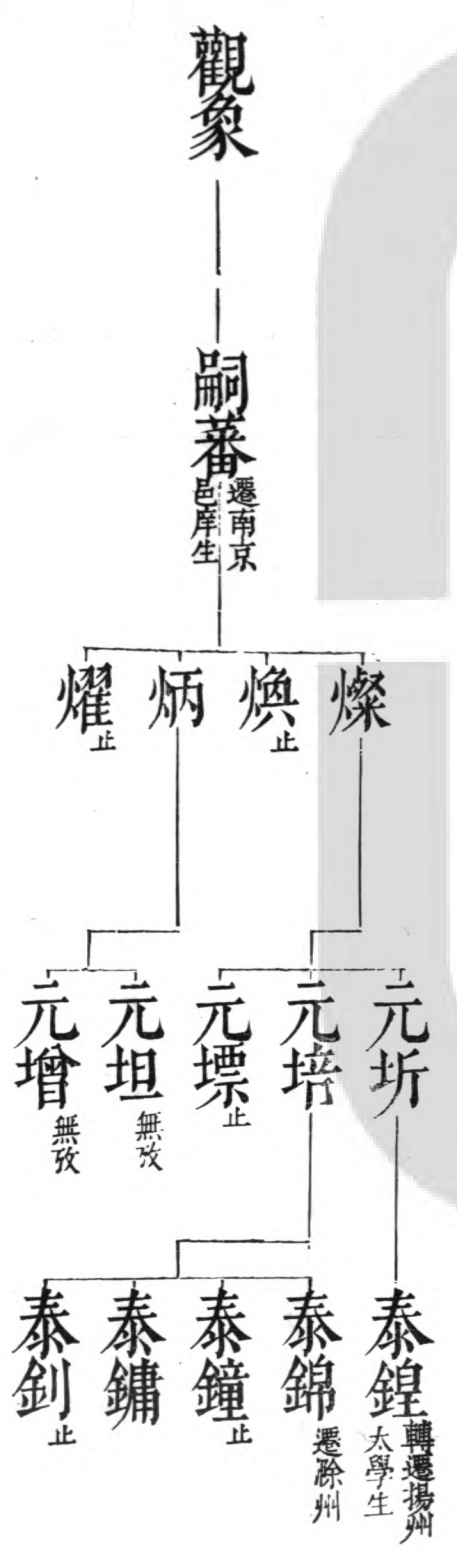 觀象
嗣蕃 遷南京 邑庠生
燦
煥 止
炳
燿 止
元圻
元培
元墂 止
元坦 無攷
元增 無攷
泰鍠 轉遷揚州 太學生
泰錦 遷滁州
泰鐘 止
泰鏞
泰釗 止